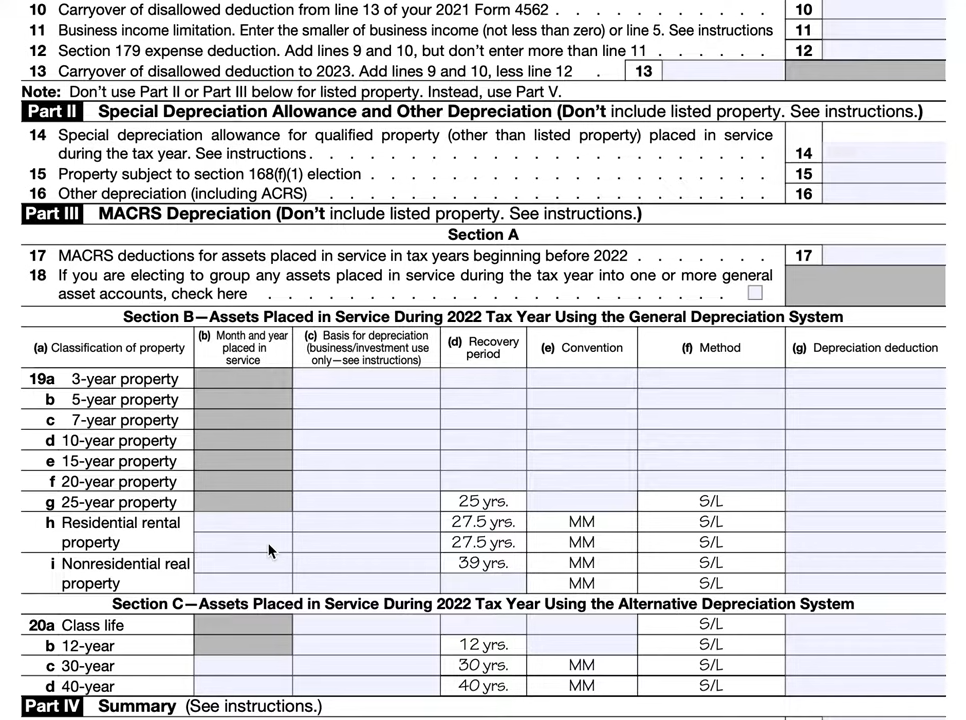 10 Carryover of disallowed deduction from line 13 of your 2021 Form 4562 . . . . . . . . . . . 10
11 Business income limitation. Enter the smaller of business income (not less than zero) or line 5. See instructions 11
12 Section 179 expense deduction. Add lines 9 and 10, but don't enter more than line 11 . . . . . . 12
13 Carryover of disallowed deduction to 2023. Add lines 9 and 10, less line 12 . 13
Note: Don't use Part II or Part III below for listed property. Instead, use Part V.
Part II Special Depreciation Allowance and Other Depreciation (Don't include listed property. See instructions.)
14 Special depreciation allowance for qualified property (other than listed property) placed in service
during the tax year. See instructions . . . . . . . . . . . . . . . . . . . . . . . 14
15 Property subject to section 168(f)(1) election . . . . . . . . . . . . . . . . . . . . 15
16 Other depreciation (including ACRS) . . . . . . . . . . . . . . . . . . . . . . 16
Part III MACRS Depreciation (Don't include listed property. See instructions.)
Section A
17 MACRS deductions for assets placed in service in tax years beginning before 2022 . . . . . . . 17
18 If you are electing to group any assets placed in service during the tax year into one or more general
asset accounts, check here . . . . . . . . . . . . . . . . . . . . . . .
Section B—Assets Placed in Service During 2022 Tax Year Using the General Depreciation System
(a) Classification of property (b) Month and year placed in service (c) Basis for depreciation (business/investment use only—see instructions) (d) Recovery period (e) Convention (f) Method (g) Depreciation deduction
19a 3-year property
b 5-year property
c 7-year property
d 10-year property
e 15-year property
f 20-year property
g 25-year property 25 yrs. S/L
h Residential rental 27.5 yrs. MM S/L
property 27.5 yrs. MM S/L
i Nonresidential real 39 yrs. MM S/L
property MM S/L
Section C—Assets Placed in Service During 2022 Tax Year Using the Alternative Depreciation System
20a Class life S/L
b 12-year 12 yrs. S/L
c 30-year 30 yrs. MM S/L
d 40-year 40 yrs. MM S/L
Part IV Summary (See instructions.)